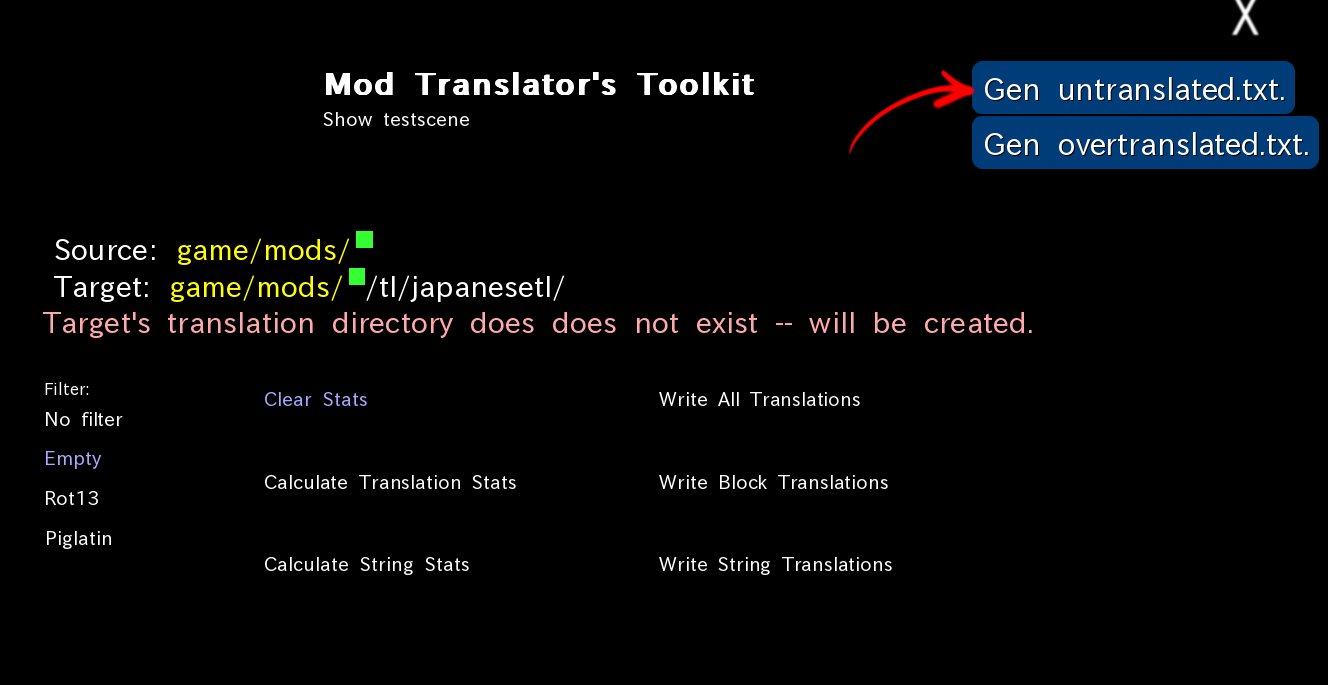 X
Mod Translator's Toolkit
Show testscene
Gen untranslated.txt.
Gen overtranslated.txt.
Source: game/mods/
Target: game/mods/ /tl/japanesetl/
Target's translation directory does does not exist -- will be created.
Filter:
No filter
Empty
Rot13
Piglatin
Clear Stats
Calculate Translation Stats
Calculate String Stats
Write All Translations
Write Block Translations
Write String Translations